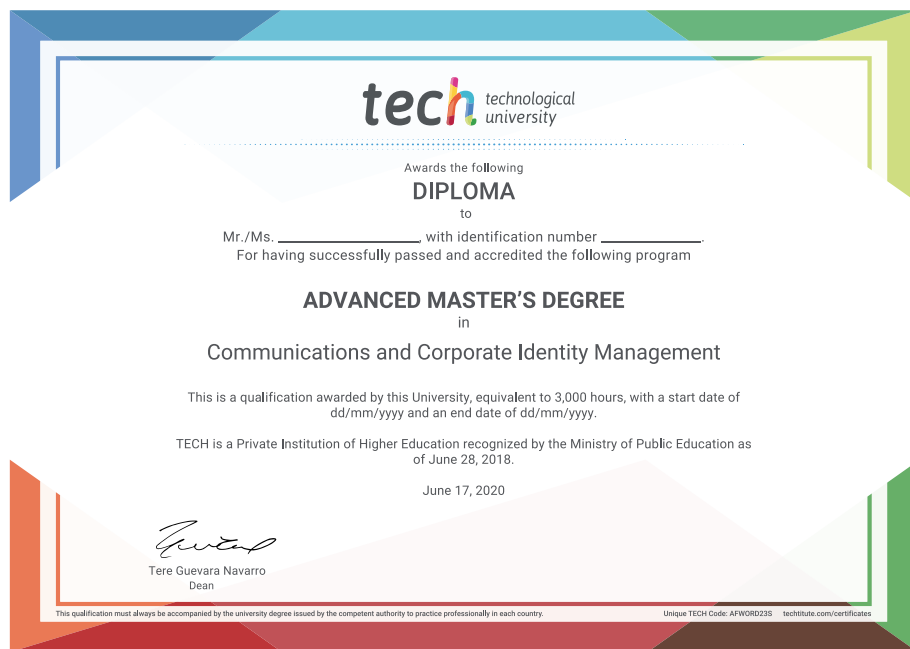 tech technological
university
Awards the following
DIPLOMA
to
Mr./Ms. ____________________, with identification number ______________.
For having successfully passed and accredited the following program
ADVANCED MASTER'S DEGREE
in
Communications and Corporate Identity Management
This is a qualification awarded by this University, equivalent to 3,000 hours, with a start date of
dd/mm/yyyy and an end date of dd/mm/yyyy.
TECH is a Private Institution of Higher Education recognized by the Ministry of Public Education as
of June 28, 2018.
June 17, 2020
Tere Guevara Navarro
Dean
This qualification must always be accompanied by the university degree issued by the competent authority to practice professionally in each country.
Unique TECH Code: AFWORD23S techtitute.com/certificates